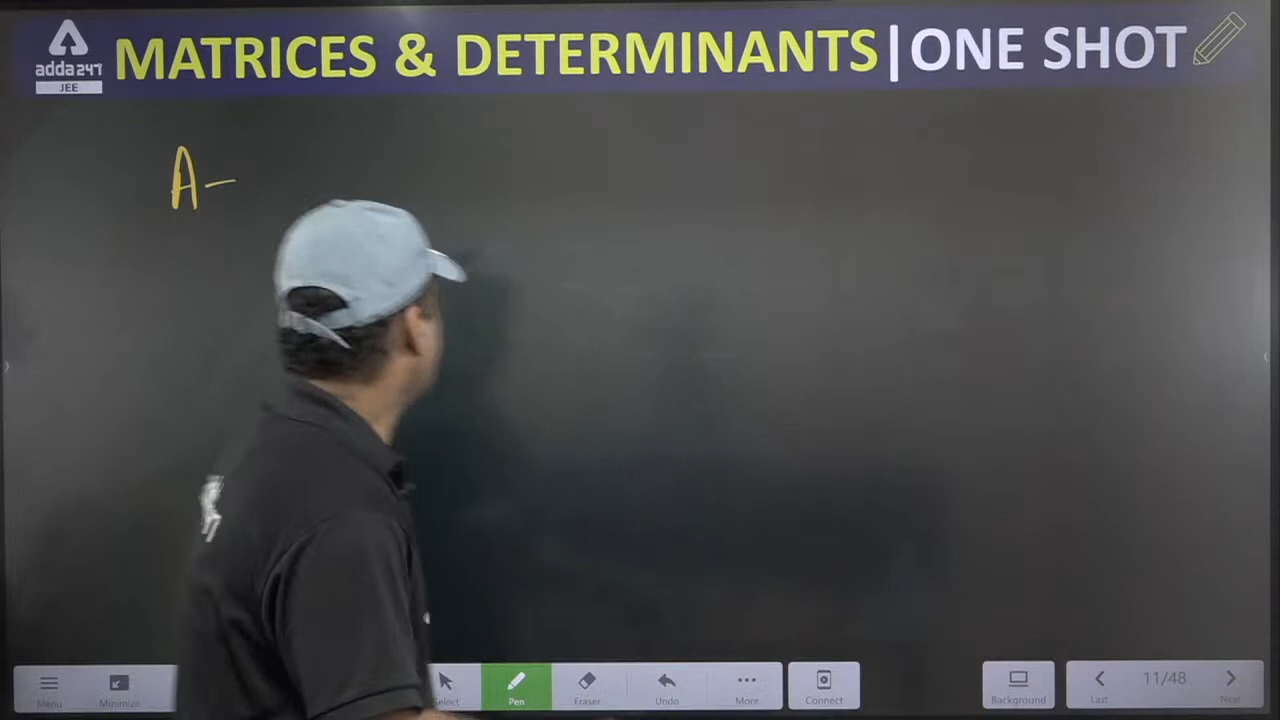 adda247
JEE
MATRICES & DETERMINANTS|ONE SHOT
A-
Menu
Minimize
Select
Pen
Eraser
Undo
More
Connect
Background
Last
11/48
Next